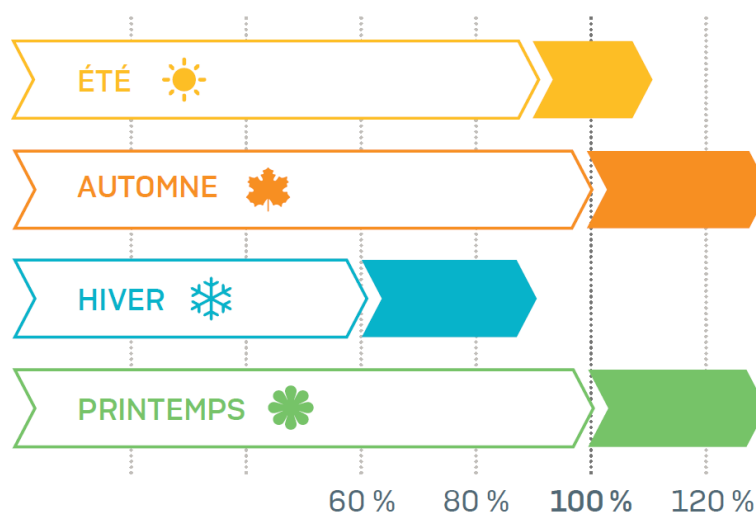 ÉTÉ
AUTOMNE
HIVER
PRINTEMPS
60 % 80 % 100 % 120 %